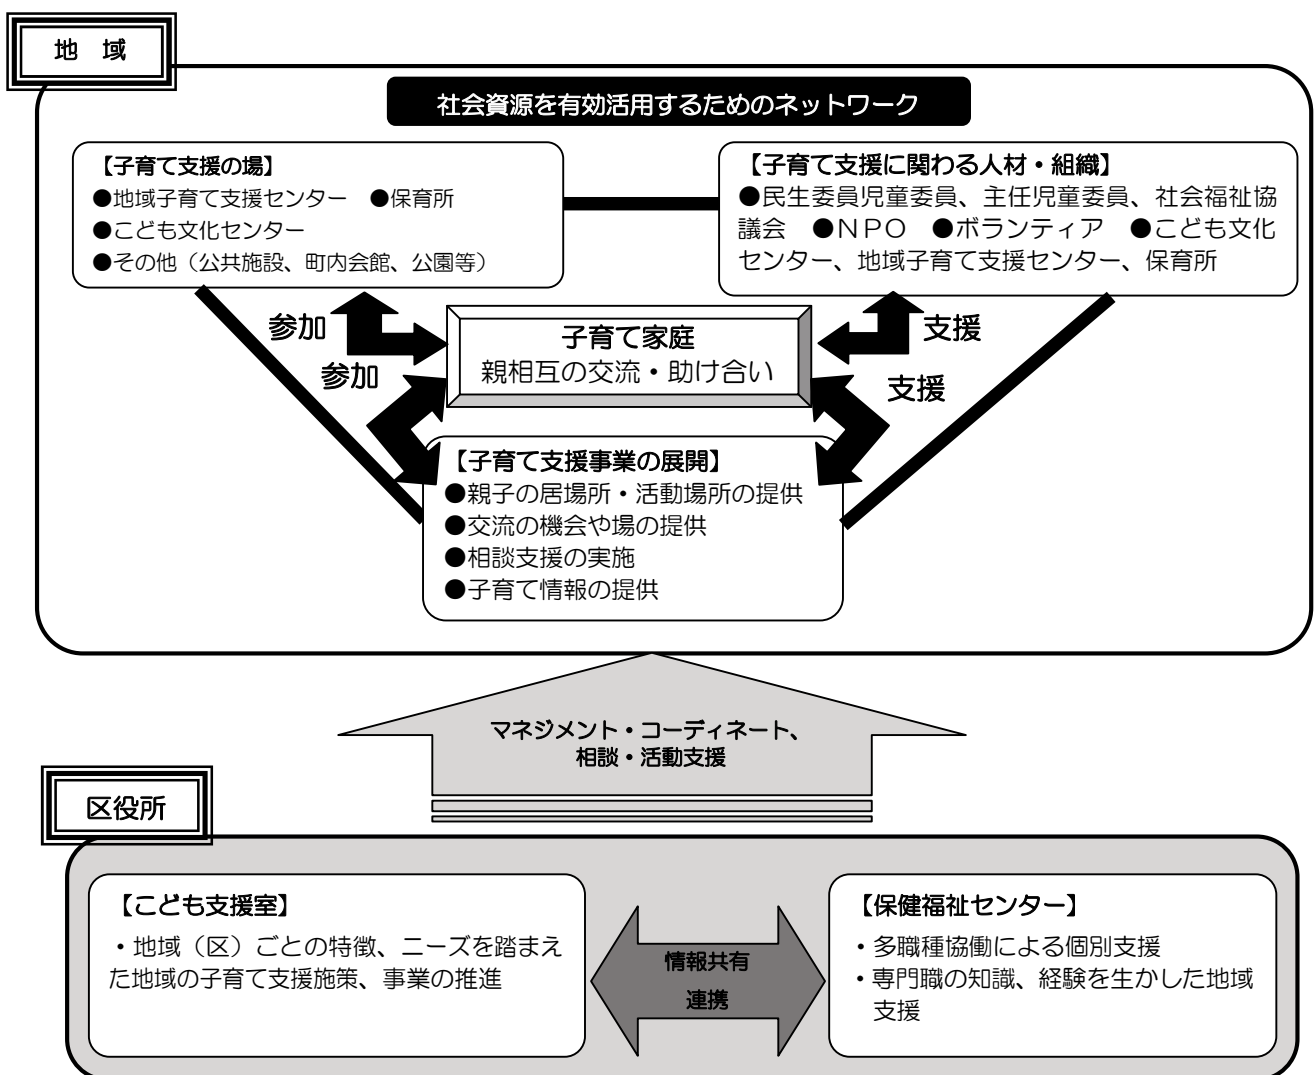 地　域
社会資源を有効活用するためのネットワーク
【子育て支援の場】
●地域子育て支援センター　●保育所
●こども文化センター
●その他（公共施設、町内会館、公園等）
【子育て支援に関わる人材・組織】
●民生委員児童委員、主任児童委員、社会福祉協
議会　●ＮＰＯ　●ボランティア　●こども文化
センター、地域子育て支援センター、保育所
参加
参加
子育て家庭
親相互の交流・助け合い
支援
支援
【子育て支援事業の展開】
●親子の居場所・活動場所の提供
●交流の機会や場の提供
●相談支援の実施
●子育て情報の提供
マネジメント・コーディネート、
相談・活動支援
区役所
【こども支援室】
・地域（区）ごとの特徴、ニーズを踏まえ
た地域の子育て支援施策、事業の推進
情報共有
連携
【保健福祉センター】
・多職種協働による個別支援
・専門職の知識、経験を生かした地域
支援